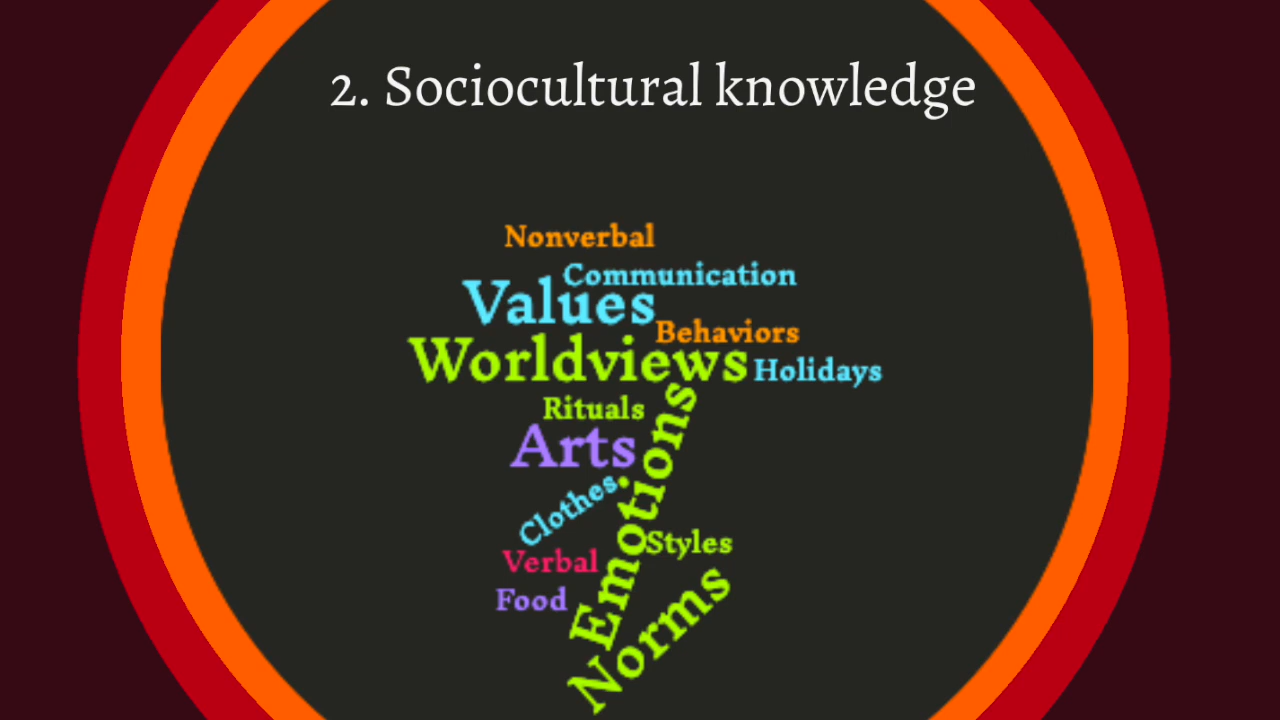 2. Sociocultural knowledge
Nonverbal
Communication
Values
Behaviors
Worldviews
Holidays
Rituals
Arts
Emotions
Clothes
Styles
Verbal
Food
Norms